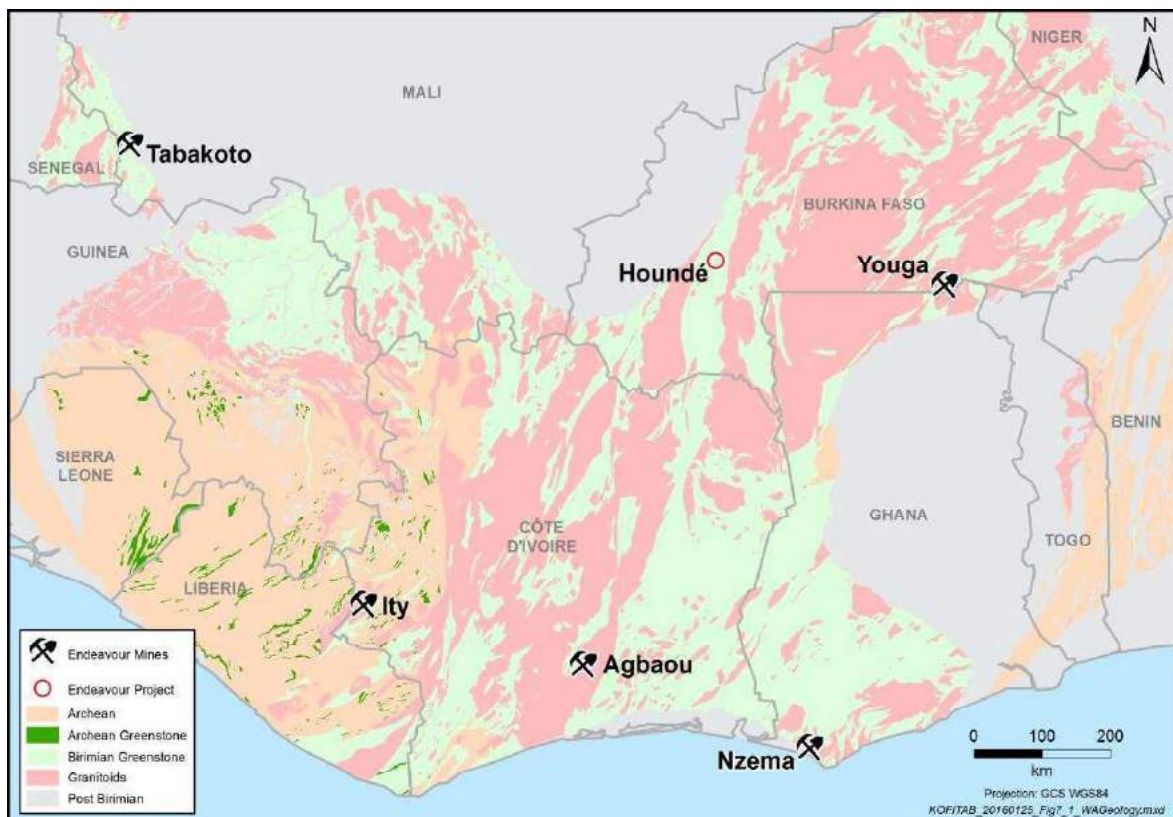 N
NIGER
MALI
Tabakoto
SENEGAL
BURKINA FASO
GUINEA
Houndé
Youga
BENIN
SIERRA
LEONE
GHANA
CÔTE
D'IVOIRE
TOGO
LIBERIA
Ity
Endeavour Mines
Endeavour Project
Archean
Archean Greenstone
Birimian Greenstone
Granitoids
Post Birimian
Agbaou
Nzema
0 100 200
km
Projection: GCS WGS84
KOFITAB_20160125_Fig7_1_WAGeology.mxd